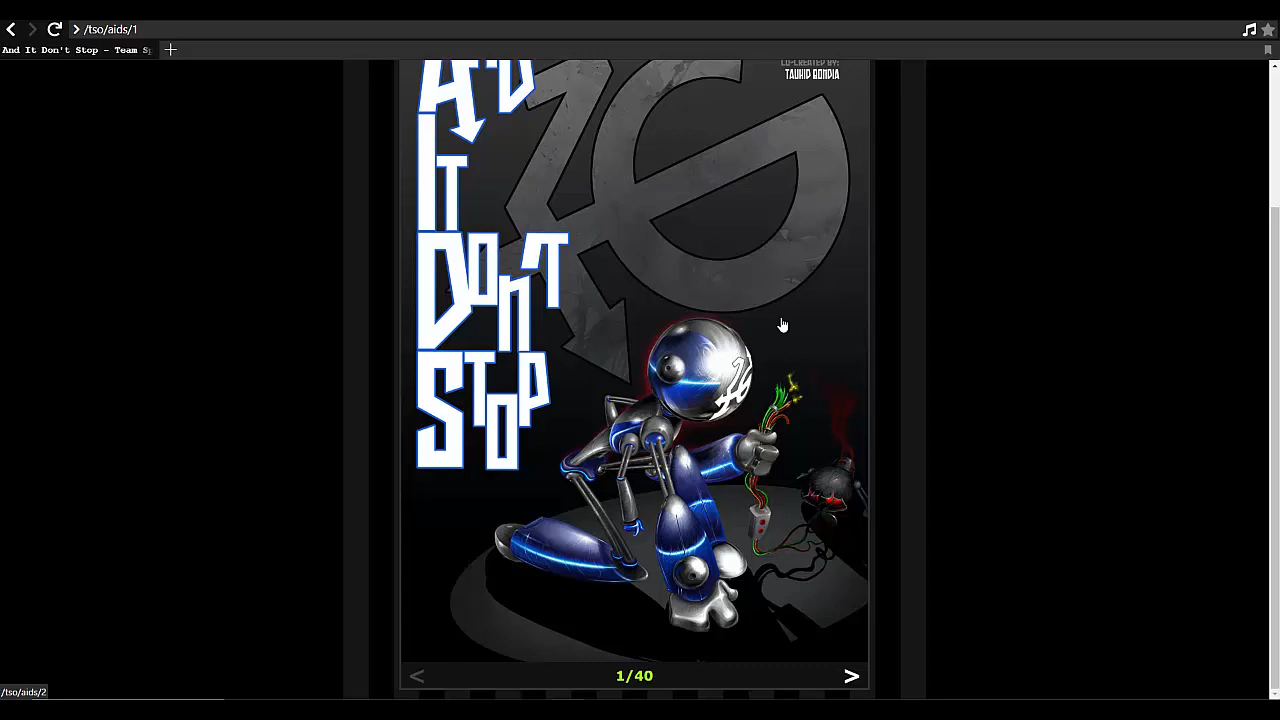 /tso/aids/1
And It Don't Stop - Team S
CO-CREATED BY:
TAUHID BONDIA
AND
IT
DON'T
STOP
1/40
/tso/aids/2